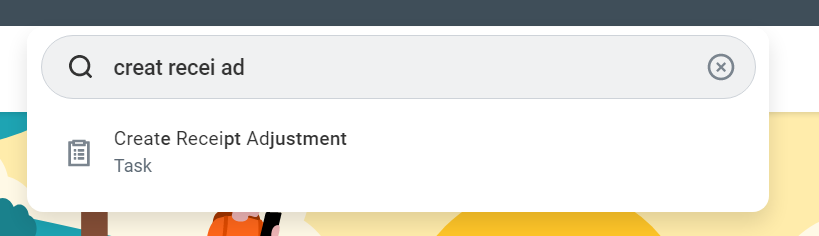 creat recei ad
Create Receipt Adjustment
Task